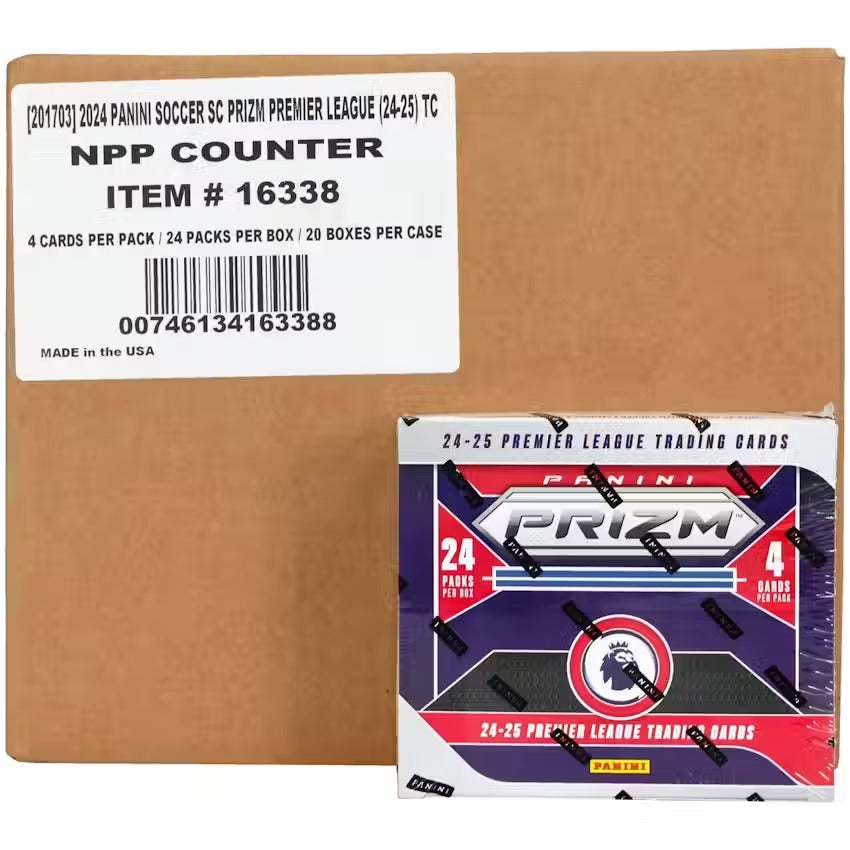 [201703] 2024 PANINI SOCCER SC PRIZM PREMIER LEAGUE (24-25) TC
NPP COUNTER
ITEM # 16338
4 CARDS PER PACK / 24 PACKS PER BOX / 20 BOXES PER CASE
00746134163388
MADE in the USA
24-25 PREMIER LEAGUE TRADING CARDS
PANINI
PRIZM
24
PACKS
PER BOX
4
CARDS
PER PACK
24-25 PREMIER LEAGUE TRADING CARDS
PANINI
PANINI